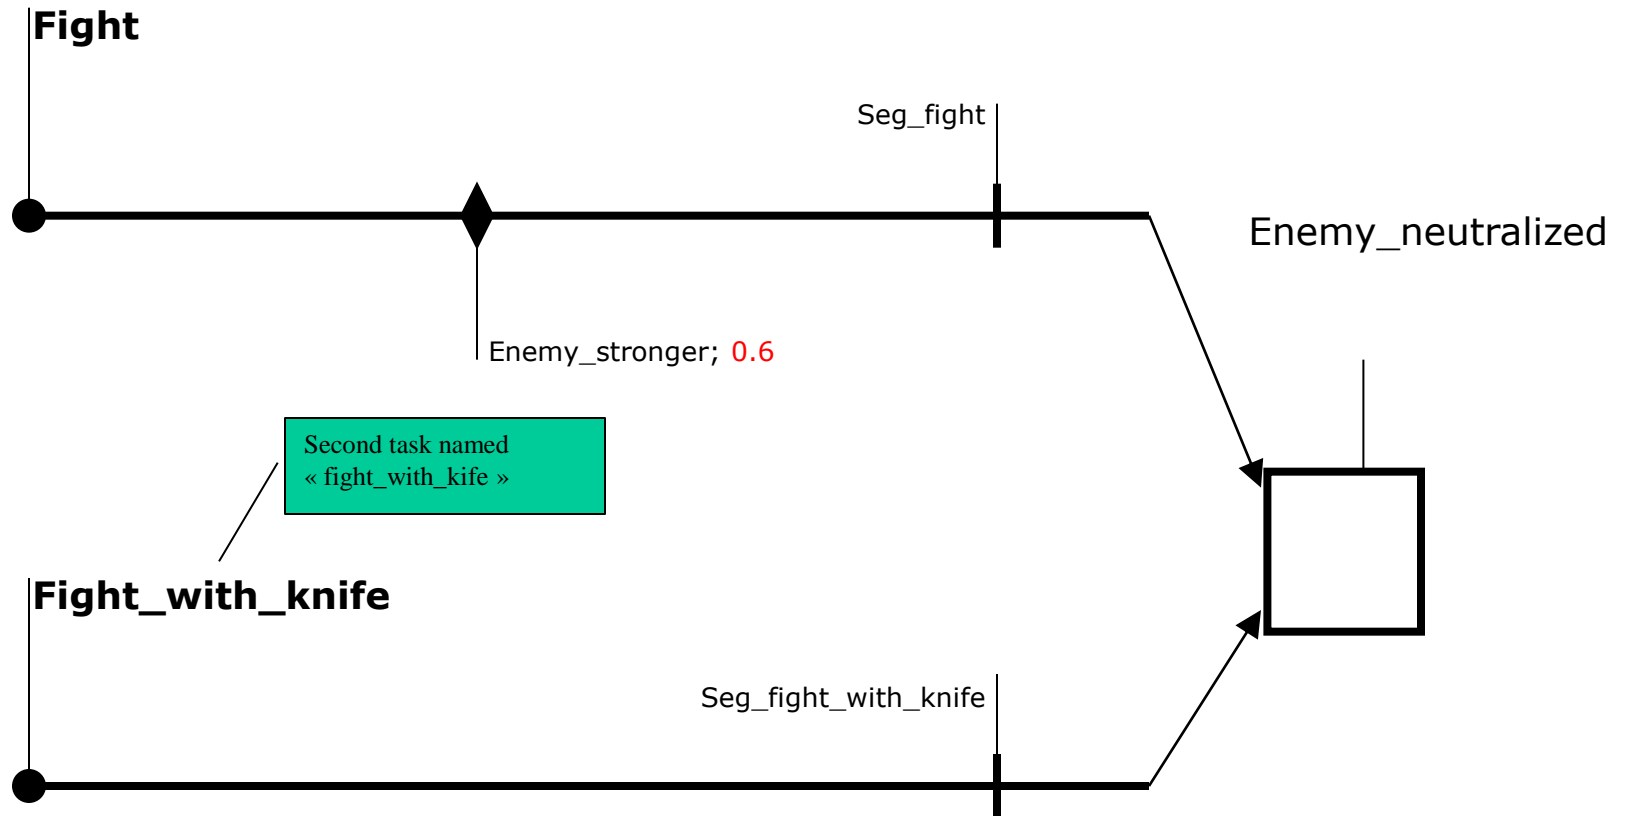 Fight
Seg_fight
Enemy_neutralized
Enemy_stronger; 0.6
Second task named
« fight_with_kife »
Fight_with_knife
Seg_fight_with_knife